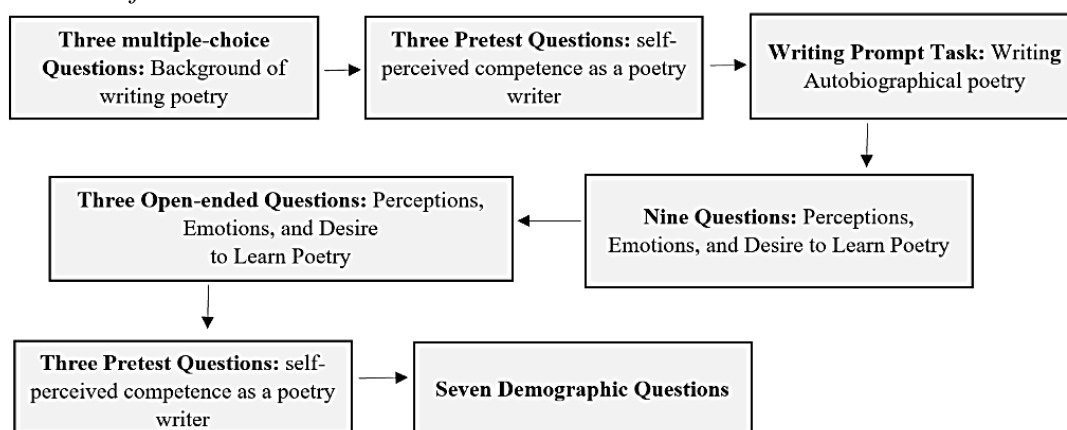 Three multiple-choice
Questions: Background of
writing poetry
Three Pretest Questions: self-
perceived competence as a poetry
writer
Writing Prompt Task: Writing
Autobiographical poetry
Nine Questions: Perceptions,
Emotions, and Desire to Learn Poetry
Three Open-ended Questions: Perceptions,
Emotions, and Desire
to Learn Poetry
Three Pretest Questions: self-
perceived competence as a poetry
writer
Seven Demographic Questions